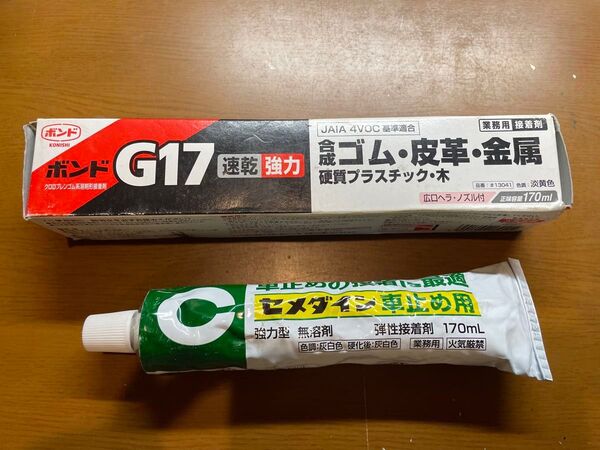 ボンド
KONISHI
ボンド G17 速乾 強力
クロロプレンゴム系溶剤形接着剤
JAIA 4VOC 基準適合
業務用 接着剤
合成ゴム・皮革・金属
硬質プラスチック・木
品番:#13041 色調:淡黄色
広口ヘラ・ノズル付 正味容量170ml
車止めの接着に最適
C
セメダイン 車止め用
強力型 無溶剤 弾性接着剤 170mL
色調:灰白色 硬化後:灰白色 業務用 火気厳禁